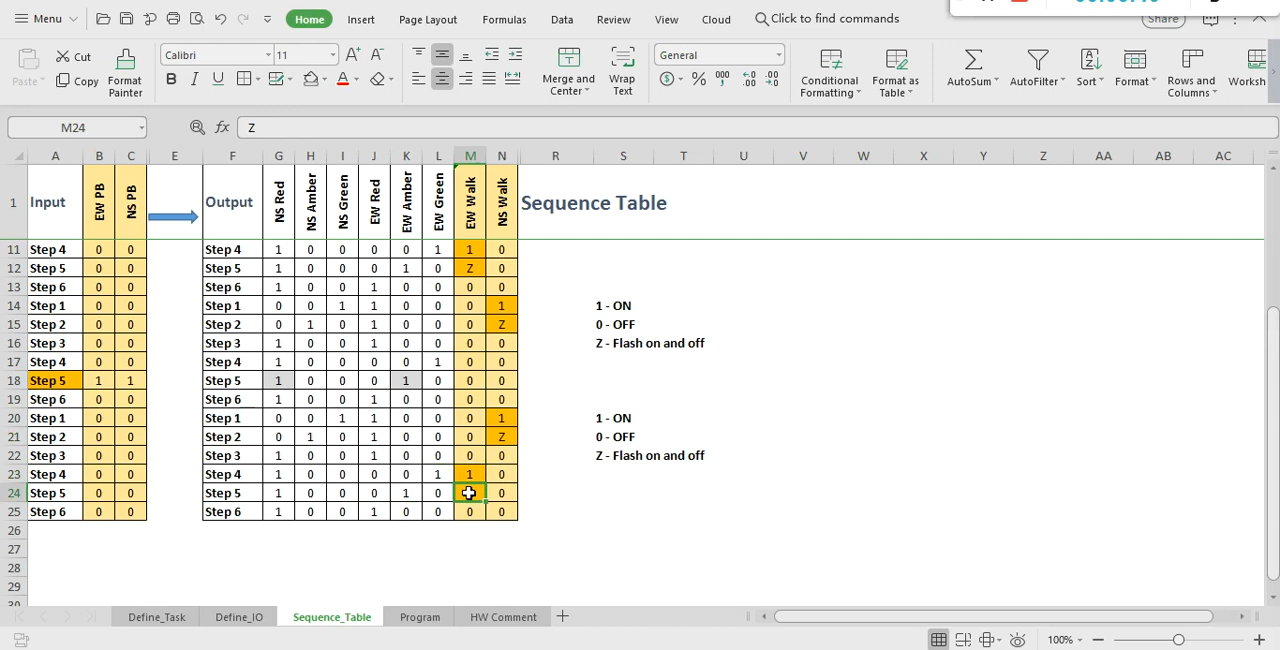 Menu Home Insert Page Layout Formulas Data Review View Cloud Click to find commands Share
Paste Cut Copy Format Painter Calibri 11 A+ A- B I U A Merge and Center Wrap Text General % 000 Conditional Formatting Format as Table AutoSum AutoFilter Sort Format Rows and Columns Worksh
M24 fx Z
A B C E F G H I J K L M N R S T U V W X Y Z AA AB AC
1 Input EW PB NS PB Output NS Red NS Amber NS Green EW Red EW Amber EW Green EW Walk NS Walk Sequence Table
11 Step 4 0 0 Step 4 1 0 0 0 0 1 1 0
12 Step 5 0 0 Step 5 1 0 0 0 1 0 Z 0
13 Step 6 0 0 Step 6 1 0 0 1 0 0 0 0
14 Step 1 0 0 Step 1 0 0 1 1 0 0 0 1 1 - ON
15 Step 2 0 0 Step 2 0 1 0 1 0 0 0 Z 0 - OFF
16 Step 3 0 0 Step 3 1 0 0 1 0 0 0 0 Z - Flash on and off
17 Step 4 0 0 Step 4 1 0 0 0 0 1 0 0
18 Step 5 1 1 Step 5 1 0 0 0 1 0 0 0
19 Step 6 0 0 Step 6 1 0 0 1 0 0 0 0
20 Step 1 0 0 Step 1 0 0 1 1 0 0 0 1 1 - ON
21 Step 2 0 0 Step 2 0 1 0 1 0 0 0 Z 0 - OFF
22 Step 3 0 0 Step 3 1 0 0 1 0 0 0 0 Z - Flash on and off
23 Step 4 0 0 Step 4 1 0 0 0 0 1 1 0
24 Step 5 0 0 Step 5 1 0 0 0 1 0 0
25 Step 6 0 0 Step 6 1 0 0 1 0 0 0 0
26
27
28
29
Define_Task Define_IO Sequence_Table Program HW Comment
100%